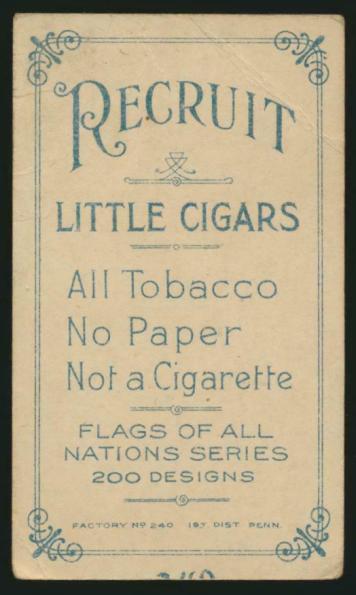 RECRUIT
LITTLE CIGARS
All Tobacco
No Paper
Not a Cigarette
FLAGS OF ALL
NATIONS SERIES
200 DESIGNS
FACTORY Nº 240 1ST DIST. PENN.